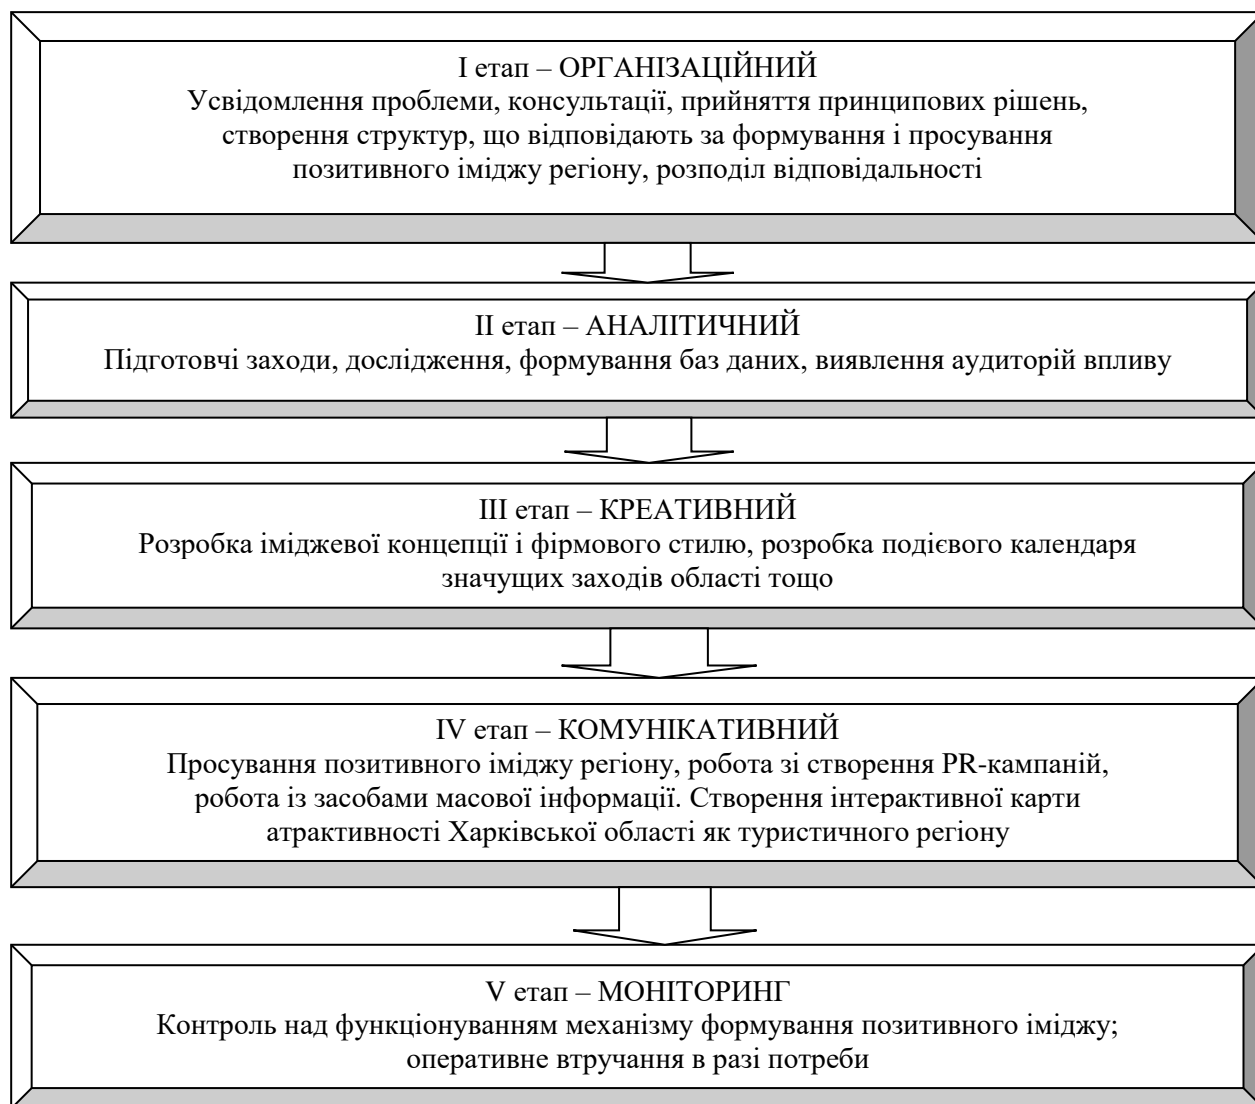 І етап – ОРГАНІЗАЦІЙНИЙ
Усвідомлення проблеми, консультації, прийняття принципових рішень,
створення структур, що відповідають за формування і просування
позитивного іміджу регіону, розподіл відповідальності
ІІ етап – АНАЛІТИЧНИЙ
Підготовчі заходи, дослідження, формування баз даних, виявлення аудиторій впливу
ІІІ етап – КРЕАТИВНИЙ
Розробка іміджевої концепції і фірмового стилю, розробка подієвого календаря
значущих заходів області тощо
IV етап – КОМУНІКАТИВНИЙ
Просування позитивного іміджу регіону, робота зі створення PR-кампаній,
робота із засобами масової інформації. Створення інтерактивної карти
атрактивності Харківської області як туристичного регіону
V етап – МОНІТОРИНГ
Контроль над функціонуванням механізму формування позитивного іміджу;
оперативне втручання в разі потреби